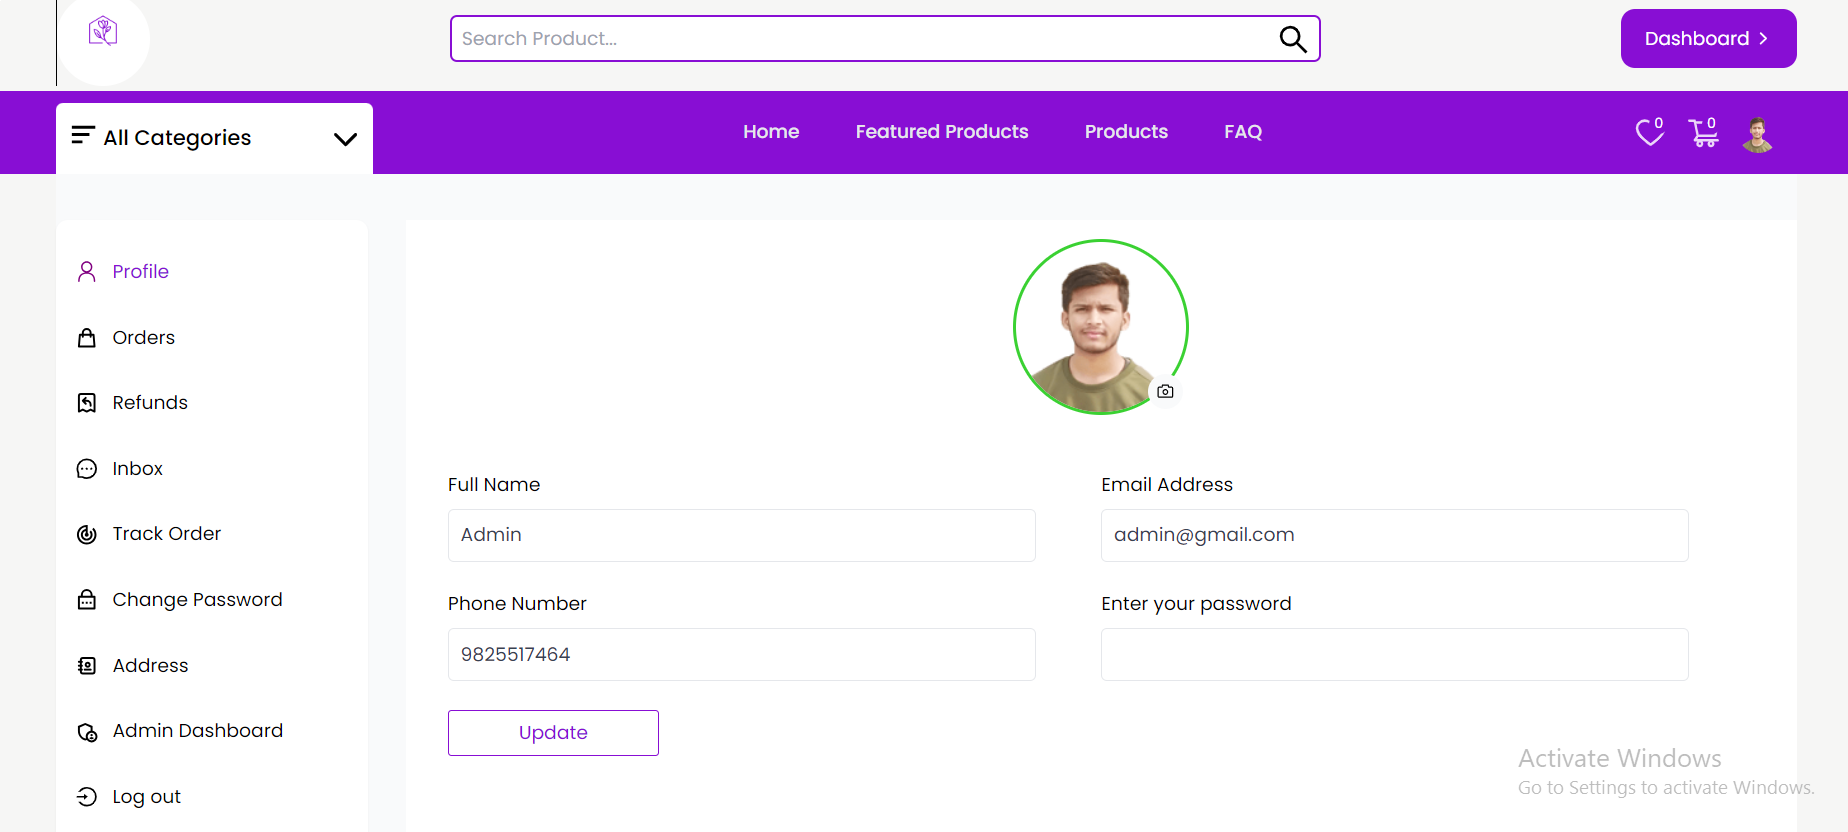 Search Product...
Dashboard
All Categories
Home
Featured Products
Products
FAQ
0
0
Profile
Orders
Refunds
Inbox
Track Order
Change Password
Address
Admin Dashboard
Log out
Full Name
Admin
Email Address
admin@gmail.com
Phone Number
9825517464
Enter your password
Update
Activate Windows
Go to Settings to activate Windows.